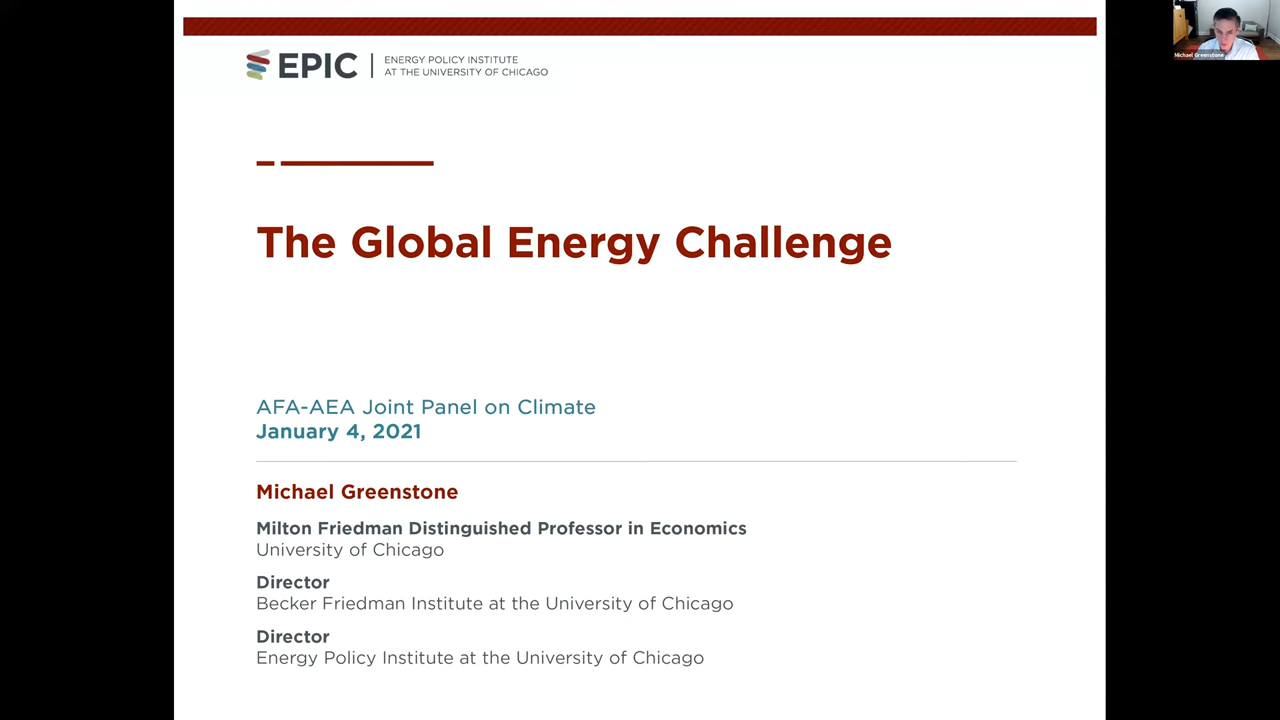 EPIC
ENERGY POLICY INSTITUTE
AT THE UNIVERSITY OF CHICAGO
Michael Greenstone
The Global Energy Challenge
AFA-AEA Joint Panel on Climate
January 4, 2021
Michael Greenstone
Milton Friedman Distinguished Professor in Economics
University of Chicago
Director
Becker Friedman Institute at the University of Chicago
Director
Energy Policy Institute at the University of Chicago